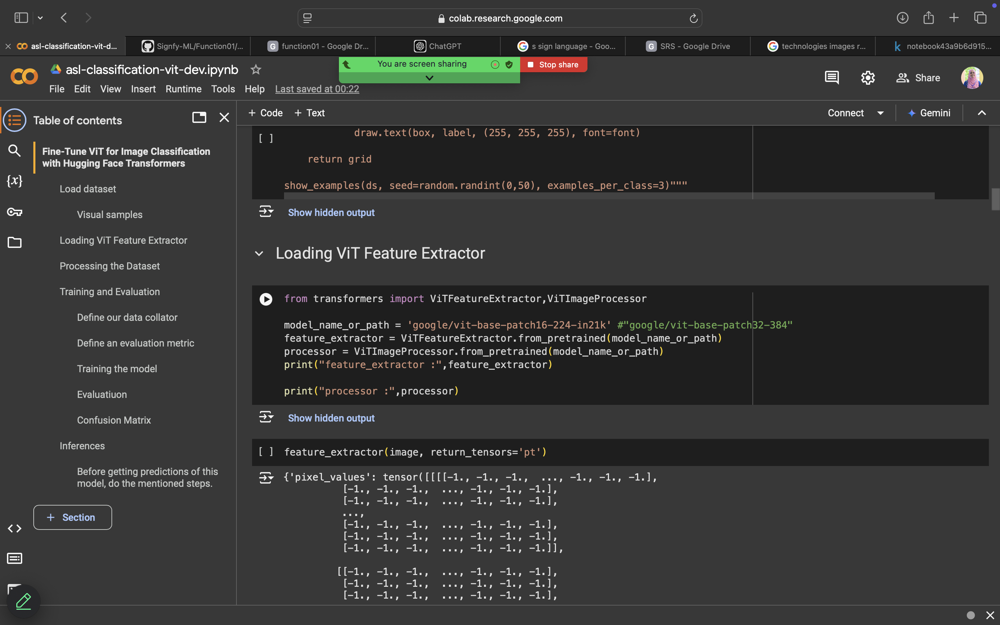 colab.research.google.com
asl-classification-vit-d...
Signfy-ML/Function01/...
function01 - Google Dr...
ChatGPT
s sign language - Goo...
SRS - Google Drive
technologies images r...
notebook43a9b6d915...
You are screen sharing
Stop share
asl-classification-vit-dev.ipynb
Share
File Edit View Insert Runtime Tools Help Last saved at 00:22
Table of contents
Fine-Tune ViT for Image Classification
with Hugging Face Transformers
Load dataset
Visual samples
Loading ViT Feature Extractor
Processing the Dataset
Training and Evaluation
Define our data collator
Define an evaluation metric
Training the model
Evaluatiuon
Confusion Matrix
Inferences
Before getting predictions of this
model, do the mentioned steps.
+ Section
+ Code + Text
Connect
Gemini
[ ]
draw.text(box, label, (255, 255, 255), font=font)
return grid
show_examples(ds, seed=random.randint(0,50), examples_per_class=3)"""
Show hidden output
Loading ViT Feature Extractor
from transformers import ViTFeatureExtractor,ViTImageProcessor
model_name_or_path = 'google/vit-base-patch16-224-in21k' #"google/vit-base-patch32-384"
feature_extractor = ViTFeatureExtractor.from_pretrained(model_name_or_path)
processor = ViTImageProcessor.from_pretrained(model_name_or_path)
print("feature_extractor :",feature_extractor)
print("processor :",processor)
Show hidden output
[ ] feature_extractor(image, return_tensors='pt')
{'pixel_values': tensor([[[[-1., -1., -1., ..., -1., -1., -1.],
[-1., -1., -1., ..., -1., -1., -1.],
[-1., -1., -1., ..., -1., -1., -1.],
...,
[-1., -1., -1., ..., -1., -1., -1.],
[-1., -1., -1., ..., -1., -1., -1.],
[-1., -1., -1., ..., -1., -1., -1.]],
[[-1., -1., -1., ..., -1., -1., -1.],
[-1., -1., -1., ..., -1., -1., -1.],
[-1., -1., -1., ..., -1., -1., -1.],